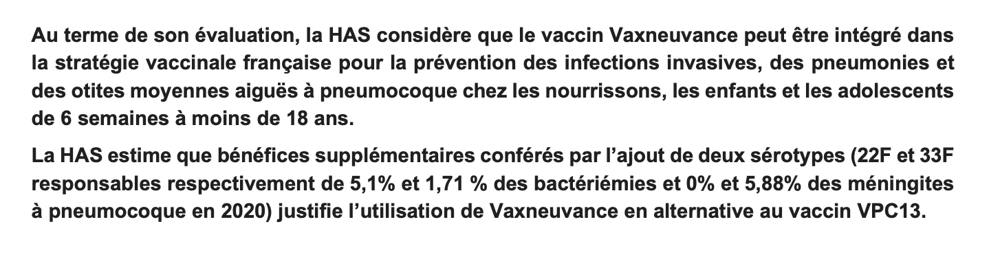 Au terme de son évaluation, la HAS considère que le vaccin Vaxneuvance peut être intégré dans
la stratégie vaccinale française pour la prévention des infections invasives, des pneumonies et
des otites moyennes aiguës à pneumocoque chez les nourrissons, les enfants et les adolescents
de 6 semaines à moins de 18 ans.
La HAS estime que bénéfices supplémentaires conférés par l’ajout de deux sérotypes (22F et 33F
responsables respectivement de 5,1% et 1,71 % des bactériémies et 0% et 5,88% des méningites
à pneumocoque en 2020) justifie l’utilisation de Vaxneuvance en alternative au vaccin VPC13.